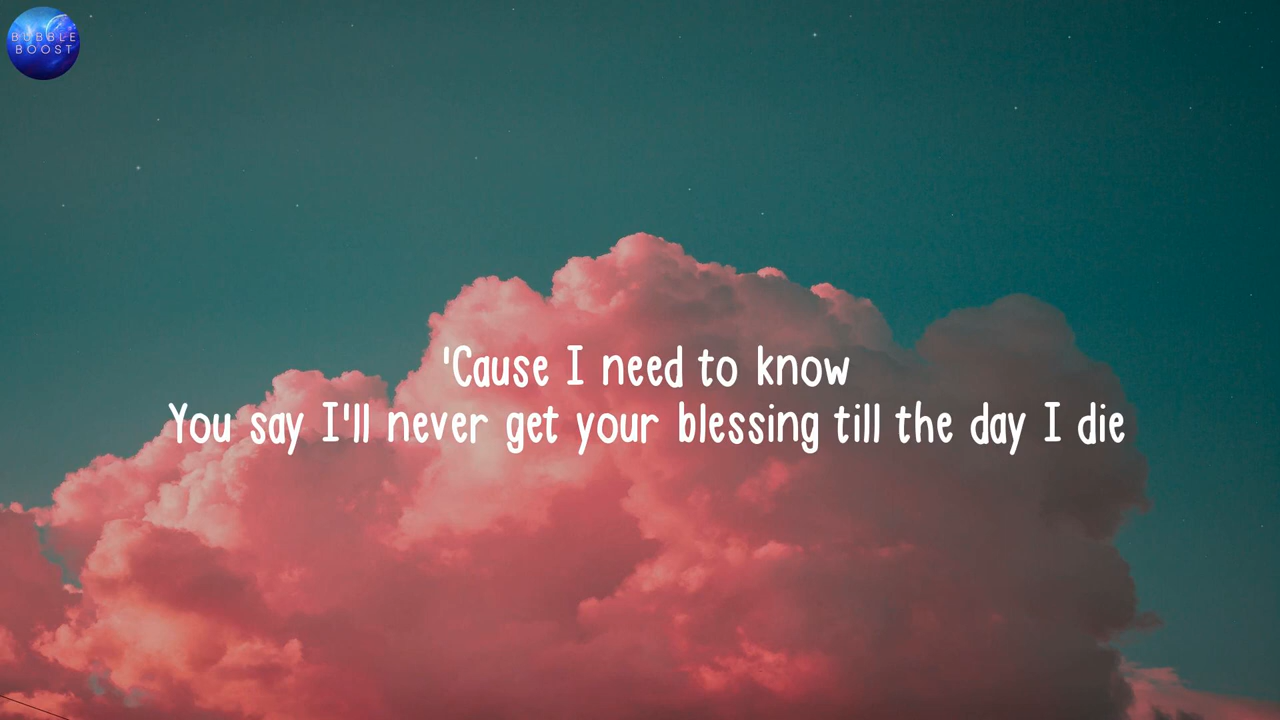 BUBBLE
BOOST
'Cause I need to know
You say I'll never get your blessing till the day I die